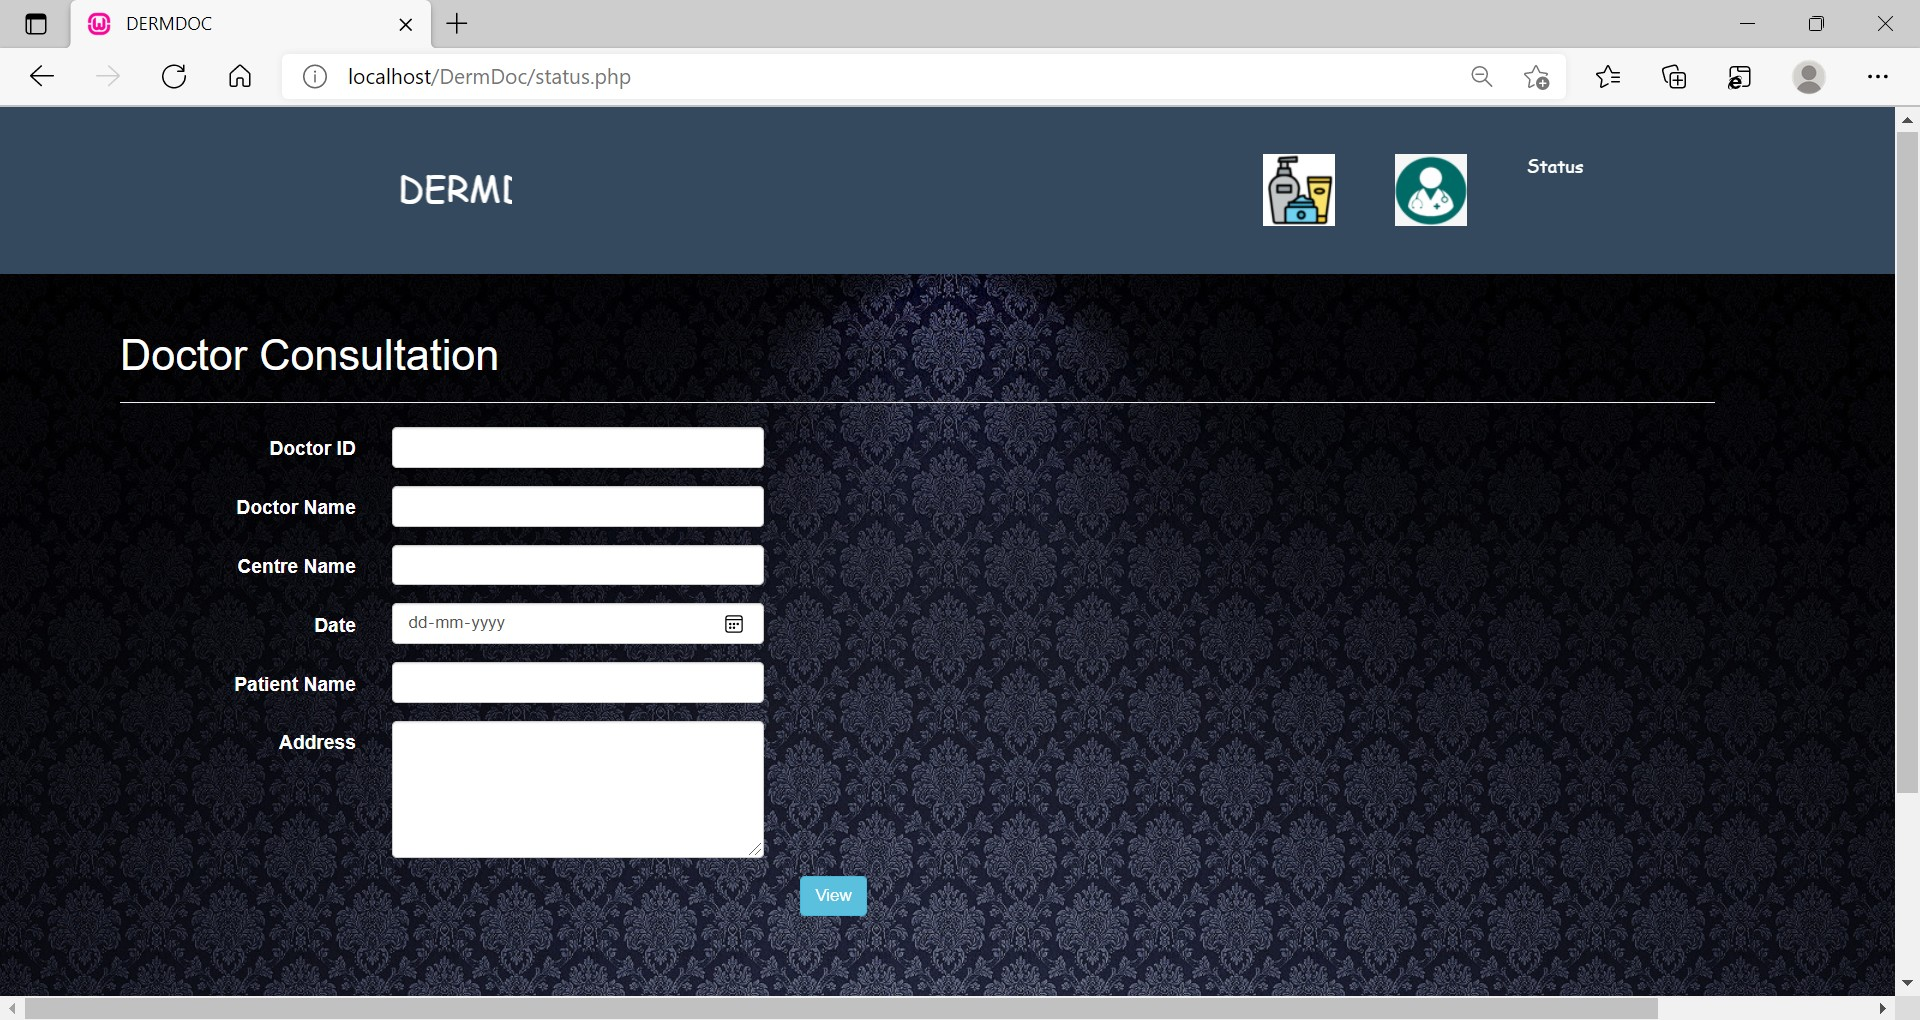 DERMDOC
localhost/DermDoc/status.php
DERMD
Status
Doctor Consultation
Doctor ID
Doctor Name
Centre Name
Date dd-mm-yyyy
Patient Name
Address
View